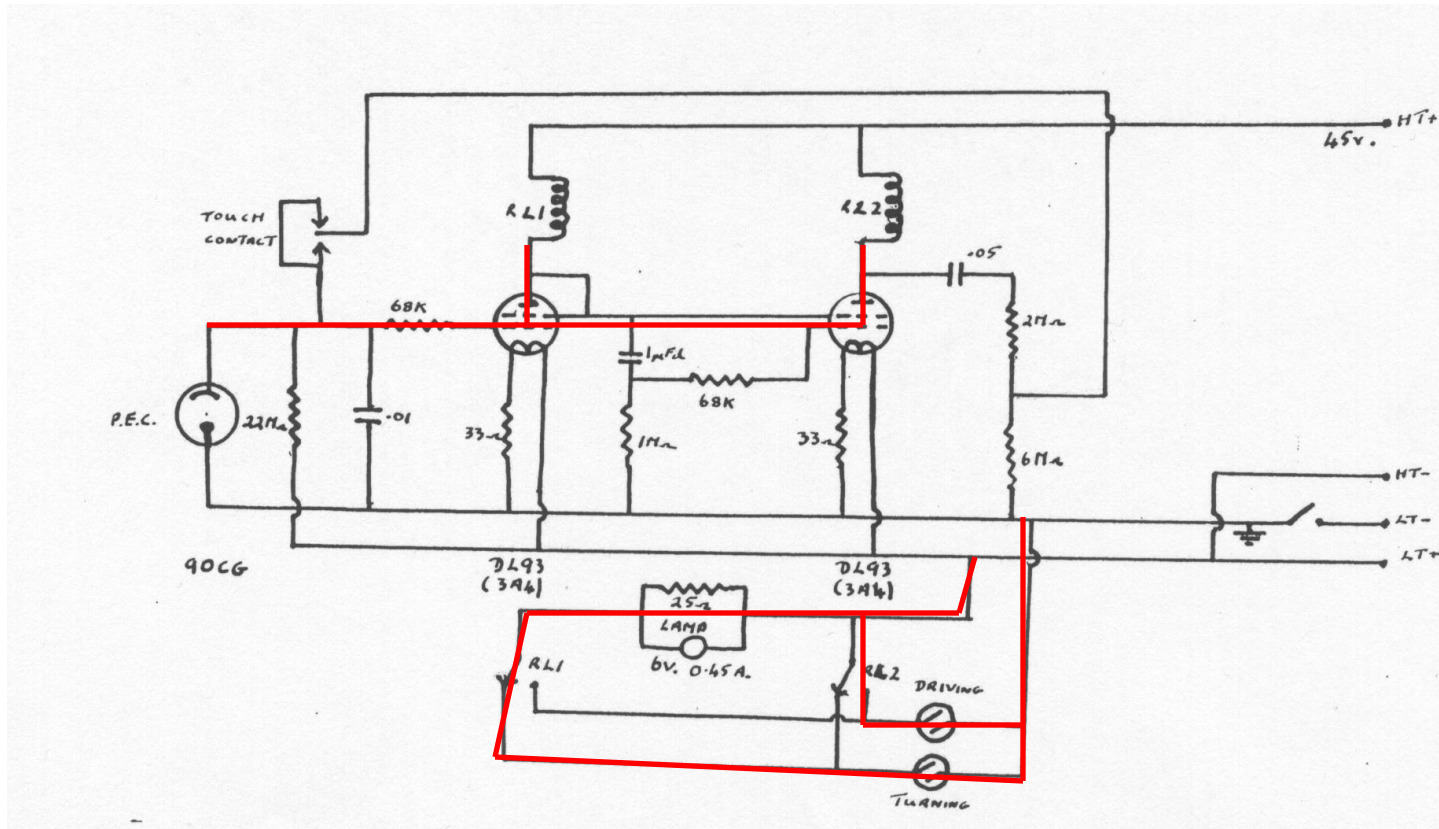 HT+
45v.
RL1
RL2
TOUCH
CONTACT
.05
68K
2MΩ
1μFd
68K
P.E.C.
22MΩ
.01
33Ω
1MΩ
33Ω
6MΩ
HT-
LT-
LT+
90CG
DL93
(3A4)
DL93
(3A4)
25Ω
LAMP
6V. 0.45A.
RL1
RL2
DRIVING
TURNING